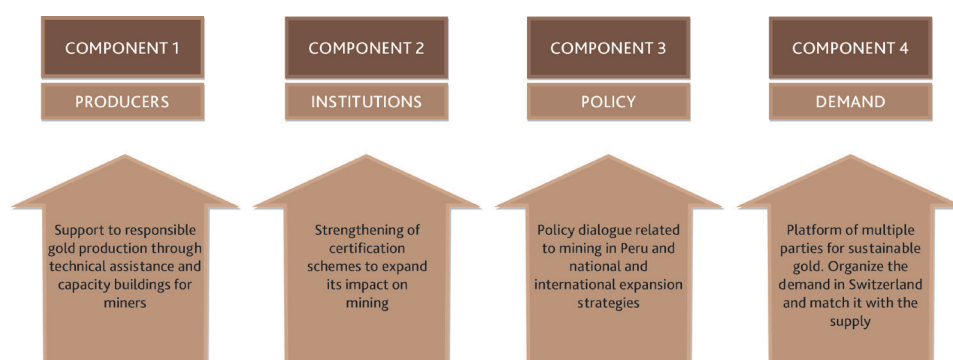 COMPONENT 1
PRODUCERS
Support to responsible
gold production through
technical assistance and
capacity buildings for
miners
COMPONENT 2
INSTITUTIONS
Strengthening of
certification
schemes to expand
its impact on
mining
COMPONENT 3
POLICY
Policy dialogue related
to mining in Peru and
national and
international expansion
strategies
COMPONENT 4
DEMAND
Platform of multiple
parties for sustainable
gold. Organize the
demand in Switzerland
and match it with the
supply